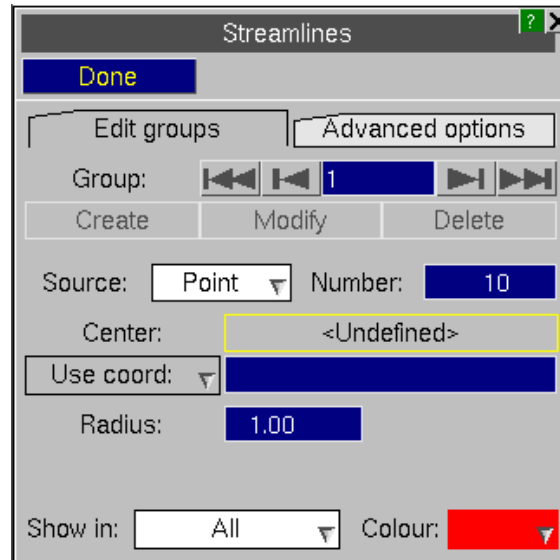 Streamlines ?
Done
Edit groups Advanced options
Group: 1
Create Modify Delete
Source: Point Number: 10
Center: <Undefined>
Use coord:
Radius: 1.00
Show in: All Colour: